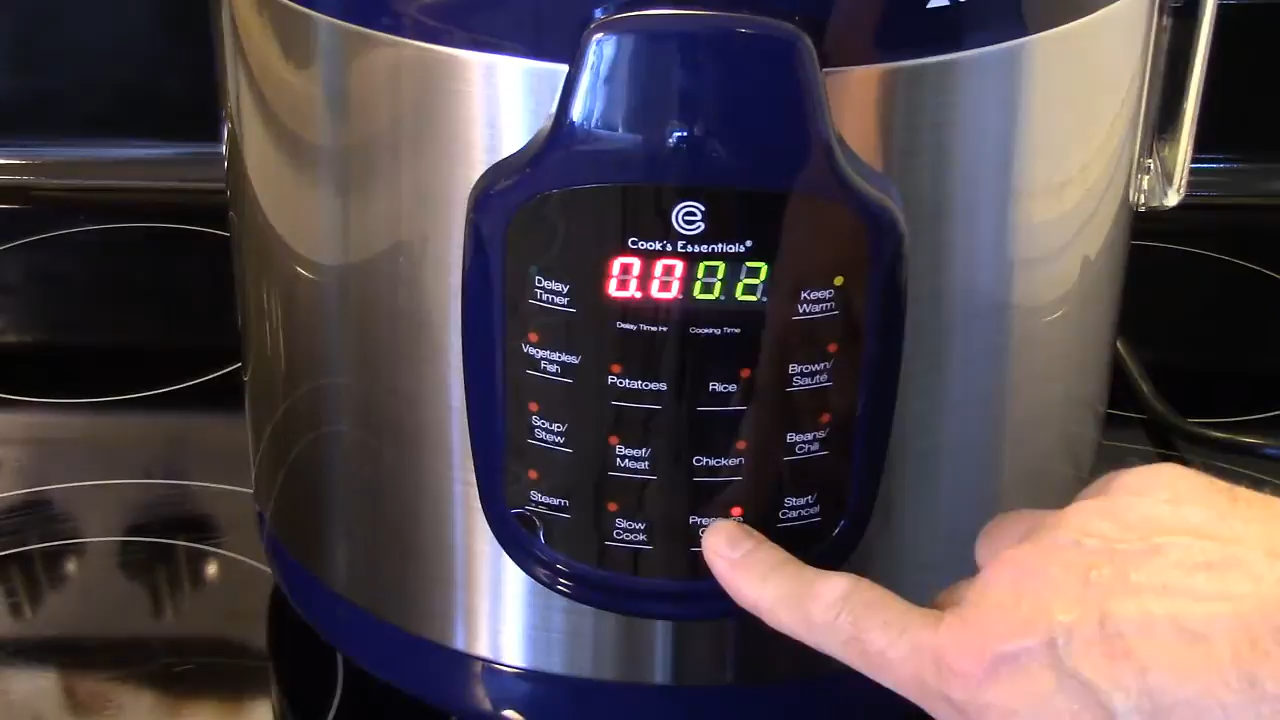 Cook's Essentials®
0.0 02
Delay Time Hr
Cooking Time
Delay
Timer
Keep
Warm
Vegetables/
Fish
Potatoes
Rice
Brown/
Sauté
Soup/
Stew
Beef/
Meat
Chicken
Beans/
Chili
Steam
Slow
Cook
Pressure
Start/
Cancel